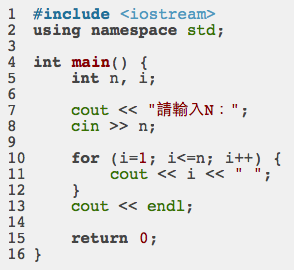 1 #include <iostream>
2 using namespace std;
3
4 int main() {
5     int n, i;
6
7     cout << "請輸入N：";
8     cin >> n;
9
10     for (i=1; i<=n; i++) {
11         cout << i << " ";
12     }
13     cout << endl;
14
15     return 0;
16 }